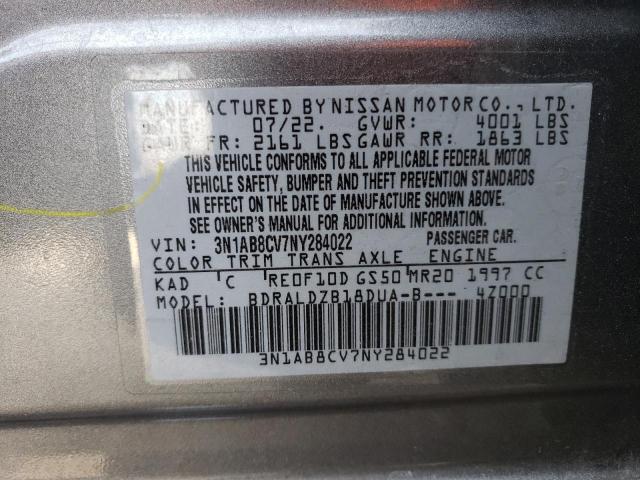 MANUFACTURED BY NISSAN MOTOR CO., LTD.
DATE: 07/22. GVWR: 4001 LBS
GAWR FR: 2161 LBS GAWR RR: 1863 LBS
THIS VEHICLE CONFORMS TO ALL APPLICABLE FEDERAL MOTOR
VEHICLE SAFETY, BUMPER AND THEFT PREVENTION STANDARDS
IN EFFECT ON THE DATE OF MANUFACTURE SHOWN ABOVE.
SEE OWNER'S MANUAL FOR ADDITIONAL INFORMATION.
VIN: 3N1AB8CV7NY284022 PASSENGER CAR.
COLOR TRIM TRANS AXLE ENGINE
KAD C RE0F10D GS50 MR20 1997 CC
MODEL: BDRALDZB18DUA-B--- 4Z000
3N1AB8CV7NY284022